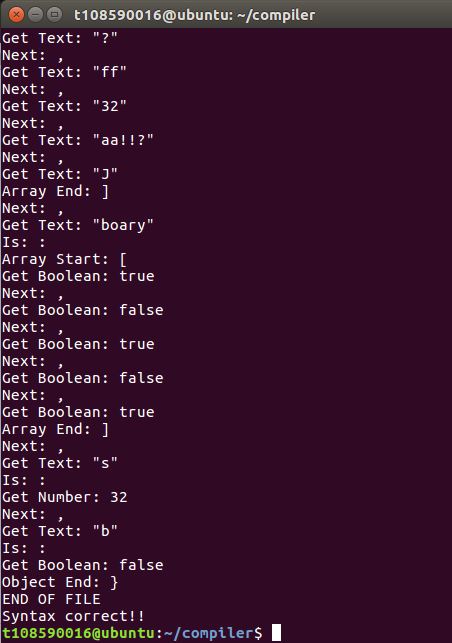 t108590016@ubuntu: ~/compiler
Get Text: "?"
Next: ,
Get Text: "ff"
Next: ,
Get Text: "32"
Next: ,
Get Text: "aa!!?"
Next: ,
Get Text: "J"
Array End: ]
Next: ,
Get Text: "boary"
Is: :
Array Start: [
Get Boolean: true
Next: ,
Get Boolean: false
Next: ,
Get Boolean: true
Next: ,
Get Boolean: false
Next: ,
Get Boolean: true
Array End: ]
Next: ,
Get Text: "s"
Is: :
Get Number: 32
Next: ,
Get Text: "b"
Is: :
Get Boolean: false
Object End: }
END OF FILE
Syntax correct!!
t108590016@ubuntu:~/compiler$